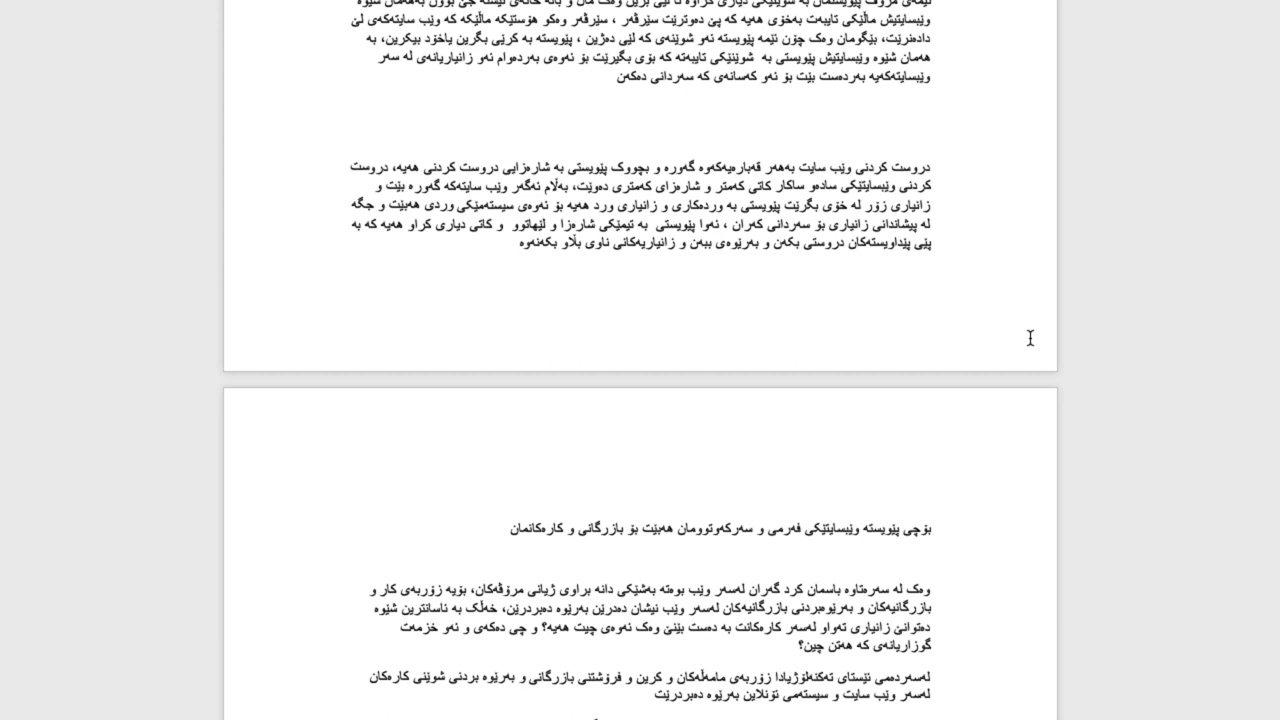 وێبسایتیش ماڵێکی تایبەت بەخۆی هەیە کە پێ دەوترێت سێرڤەر ، سێرڤەر وەکو هۆستێکە ماڵێکە کە وێب سایتەکەی لێ
دادەنرێت، بێگومان وەک چۆن ئێمە پێویستە ئەو شوێنەی کە لێی دەژین ، پێویستە بە کرێی بگرین یاخۆد بیکرین، بە
هەمان شێوە وێبسایتیش پێویستی بە شوێنێکی تایبەتە کە بۆی بگیرێت بۆ ئەوەی بەردەوام ئەو زانیاریانەی لە سەر
وێبسایتەکەیە بەردەست بێت بۆ ئەو کەسانەی کە سەردانی دەکەن
دروست کردنی وێب سایت بەهەر قەبارەیەکەوە گەورە و بچووک پێویستی بە شارەزایی دروست کردنی هەیە، دروست
کردنی وێبسایتێکی سادەو ساکار کاتی کەمتر و شارەزای کەمتری دەوێت، بەڵام ئەگەر وێب سایتەکە گەورە بێت و
زانیاری زۆر لە خۆی بگرێت پێویستی بە وردەکاری و زانیاری ورد هەیە بۆ ئەوەی سیستەمێکی وردی هەبێت و جگە
لە پیشاندانی زانیاری بۆ سەردانی کەران ، ئەوا پێویستی بە تیمێکی شارەزا و لێهاتوو و کاتی دیاری کراو هەیە کە بە
پێی پێداویستەکان دروستی بکەن و بەرێوەی ببەن و زانیاریەکانی ناوی بڵاو بکەنەوە
بۆچی پێویستە وێبسایتێکی فەرمی و سەرکەوتوومان هەبێت بۆ بازرگانی و کارەکانمان
وەک لە سەرەتاوە باسمان کرد گەران لەسەر وێب بوەتە بەشێکی دانە براوی ژیانی مرۆڤەکان، بۆیە زۆربەی کار و
بازرگانیەکان و بەرێوەبردنی بازرگانیەکان لەسەر وێب نیشان دەدرێن بەرێوە دەبردرێن، خەڵک بە ئاسانترین شێوە
دەتوانێ زانیاری تەواو لەسەر کارەکانت بە دەست بێنێ وەک ئەوەی چیت هەیە؟ و چی دەکەی و ئەو خزمەت
گوزاریانەی کە هەتن چین؟
لەسەردەمی ئێستای تەکنەلۆژیادا زۆربەی مامەڵەکان و کرین و فرۆشتنی بازرگانی و بەرێوە بردنی شوێنی کارەکان
لەسەر وێب سایت و سیستەمی ئۆنلاین بەرێوە دەبردرێت